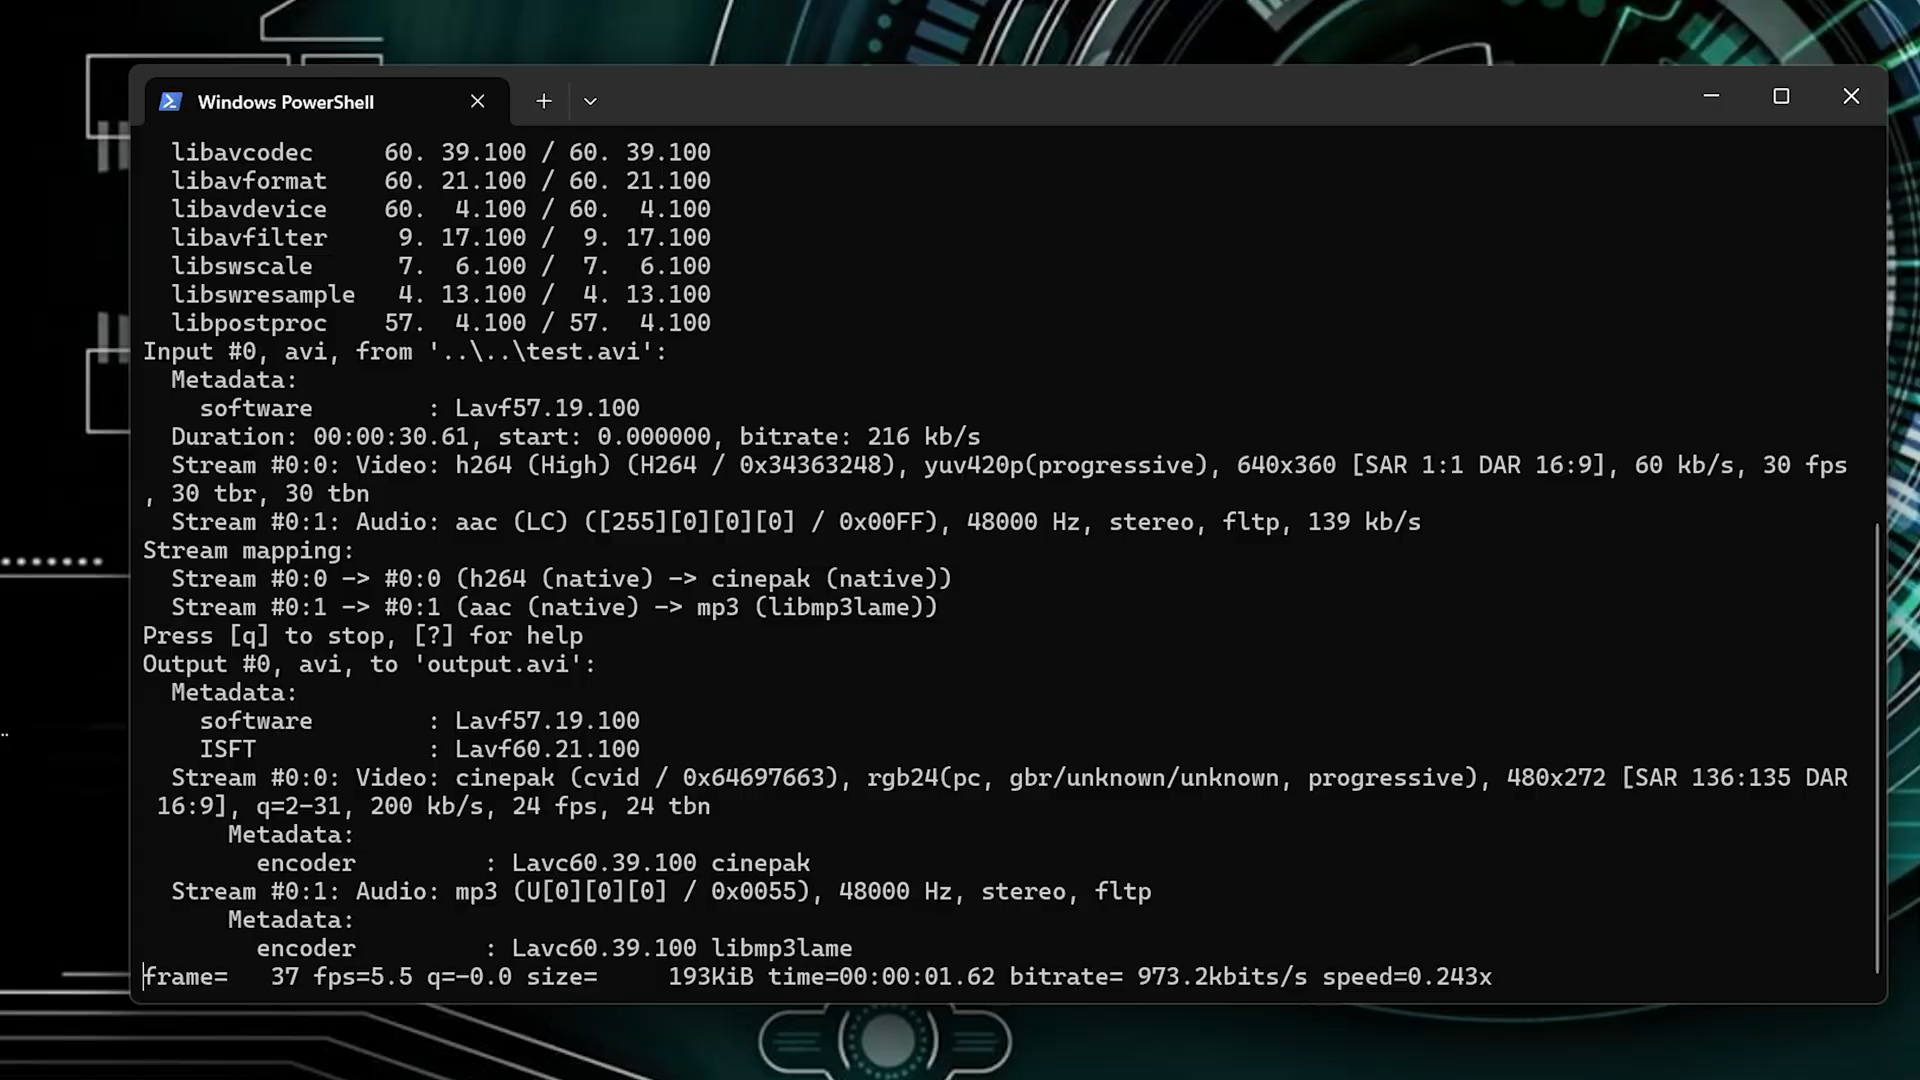 Windows PowerShell
libavcodec     60. 39.100 / 60. 39.100
libavformat    60. 21.100 / 60. 21.100
libavdevice    60.  4.100 / 60.  4.100
libavfilter     9. 17.100 /  9. 17.100
libswscale      7.  6.100 /  7.  6.100
libswresample   4. 13.100 /  4. 13.100
libpostproc    57.  4.100 / 57.  4.100
Input #0, avi, from '..\..\test.avi':
Metadata:
software        : Lavf57.19.100
Duration: 00:00:30.61, start: 0.000000, bitrate: 216 kb/s
Stream #0:0: Video: h264 (High) (H264 / 0x34363248), yuv420p(progressive), 640x360 [SAR 1:1 DAR 16:9], 60 kb/s, 30 fps
, 30 tbr, 30 tbn
Stream #0:1: Audio: aac (LC) ([255][0][0][0] / 0x00FF), 48000 Hz, stereo, fltp, 139 kb/s
Stream mapping:
Stream #0:0 -> #0:0 (h264 (native) -> cinepak (native))
Stream #0:1 -> #0:1 (aac (native) -> mp3 (libmp3lame))
Press [q] to stop, [?] for help
Output #0, avi, to 'output.avi':
Metadata:
software        : Lavf57.19.100
ISFT            : Lavf60.21.100
Stream #0:0: Video: cinepak (cvid / 0x64697663), rgb24(pc, gbr/unknown/unknown, progressive), 480x272 [SAR 136:135 DAR
16:9], q=2-31, 200 kb/s, 24 fps, 24 tbn
Metadata:
encoder         : Lavc60.39.100 cinepak
Stream #0:1: Audio: mp3 (U[0][0][0] / 0x0055), 48000 Hz, stereo, fltp
Metadata:
encoder         : Lavc60.39.100 libmp3lame
frame=   37 fps=5.5 q=-0.0 size=     193KiB time=00:00:01.62 bitrate= 973.2kbits/s speed=0.243x